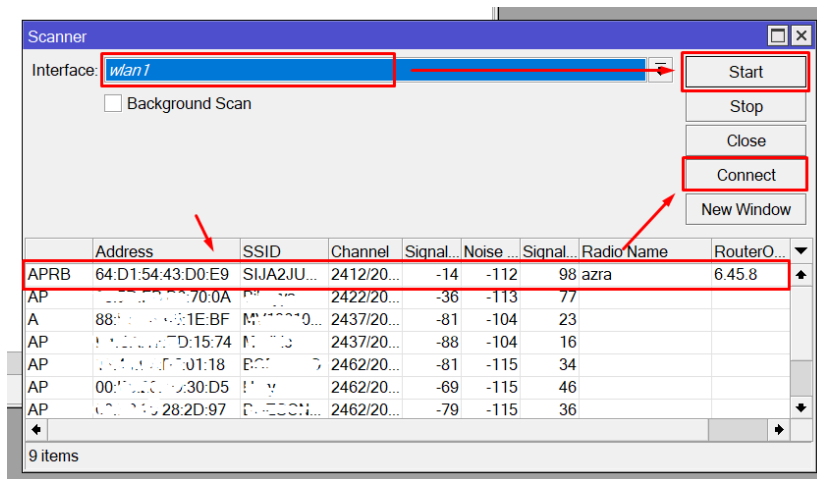 Scanner
Interface: wlan1
Start
Background Scan
Stop
Close
Connect
New Window
Address SSID Channel Signal... Noise ... Signal... Radio Name RouterO...
APRB 64:D1:54:43:D0:E9 SIJA2JU... 2412/20... -14 -112 98 azra 6.45.8
AP :70:0A 2422/20... -36 -113 77
A 88: :1E:BF 2437/20... -81 -104 23
AP D:15:74 2437/20... -88 -104 16
AP :01:18 2462/20... -81 -115 34
AP 00: :30:D5 2462/20... -69 -115 46
AP 28:2D:97 2462/20... -79 -115 36
9 items